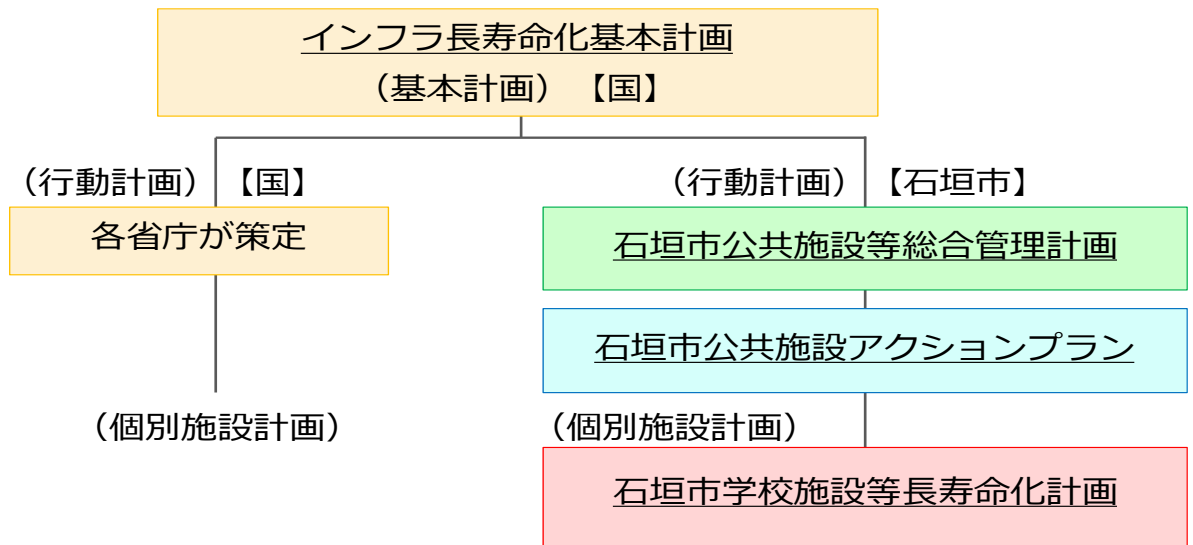 インフラ長寿命化基本計画
（基本計画）【国】
（行動計画）【国】
（行動計画）【石垣市】
各省庁が策定
石垣市公共施設等総合管理計画
石垣市公共施設アクションプラン
（個別施設計画）
（個別施設計画）
石垣市学校施設等長寿命化計画